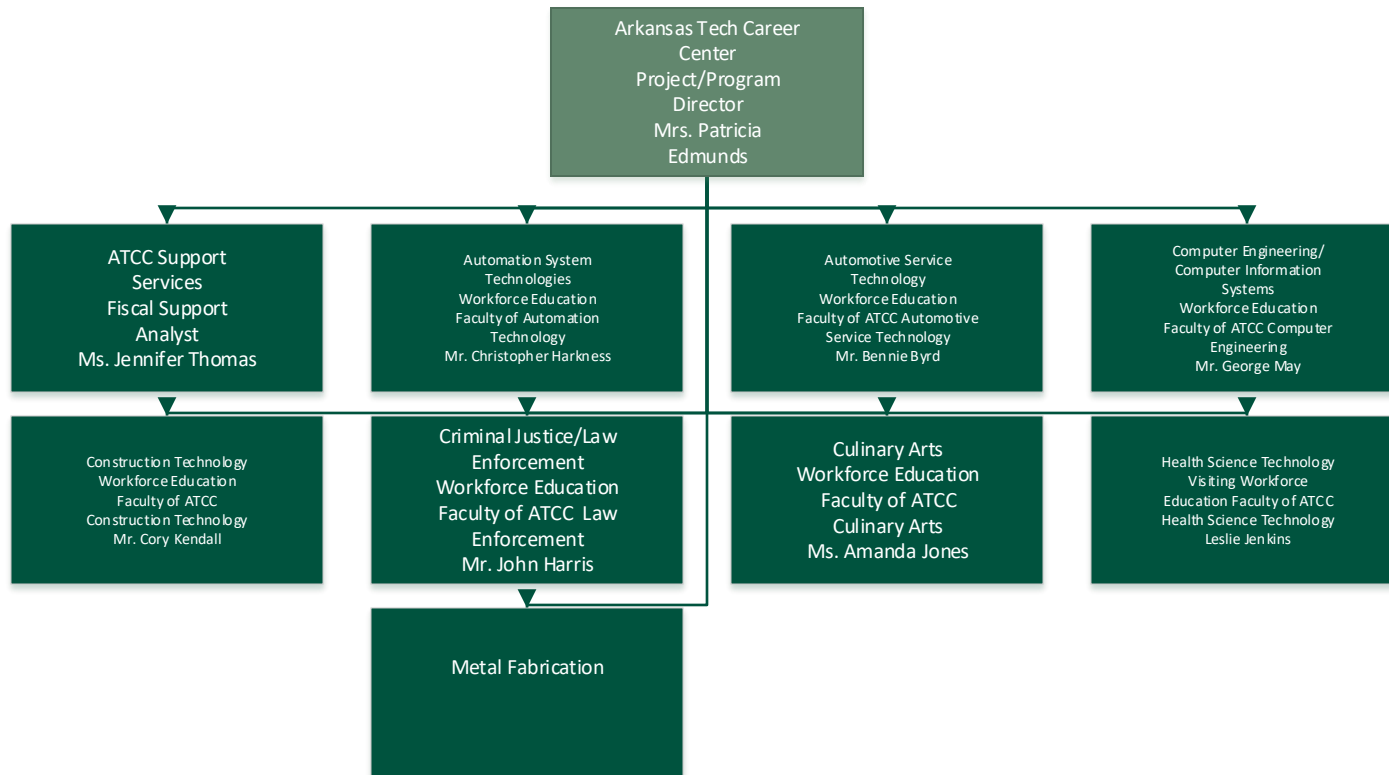 Arkansas Tech Career
Center
Project/Program
Director
Mrs. Patricia
Edmunds
ATCC Support
Services
Fiscal Support
Analyst
Ms. Jennifer Thomas
Automation System
Technologies
Workforce Education
Faculty of Automation
Technology
Mr. Christopher Harkness
Automotive Service
Technology
Workforce Education
Faculty of ATCC Automotive
Service Technology
Mr. Bennie Byrd
Computer Engineering/
Computer Information
Systems
Workforce Education
Faculty of ATCC Computer
Engineering
Mr. George May
Construction Technology
Workforce Education
Faculty of ATCC
Construction Technology
Mr. Cory Kendall
Criminal Justice/Law
Enforcement
Workforce Education
Faculty of ATCC Law
Enforcement
Mr. John Harris
Culinary Arts
Workforce Education
Faculty of ATCC
Culinary Arts
Ms. Amanda Jones
Health Science Technology
Visiting Workforce
Education Faculty of ATCC
Health Science Technology
Leslie Jenkins
Metal Fabrication